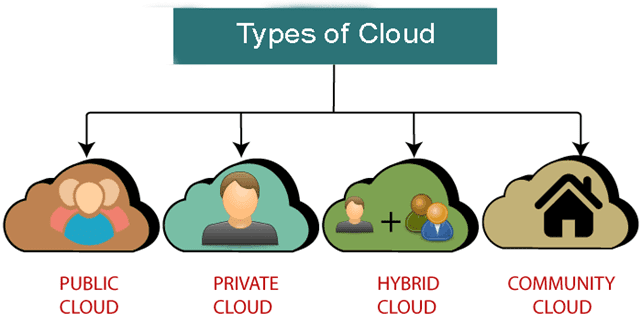 Types of Cloud
PUBLIC
CLOUD
PRIVATE
CLOUD
HYBRID
CLOUD
COMMUNITY
CLOUD